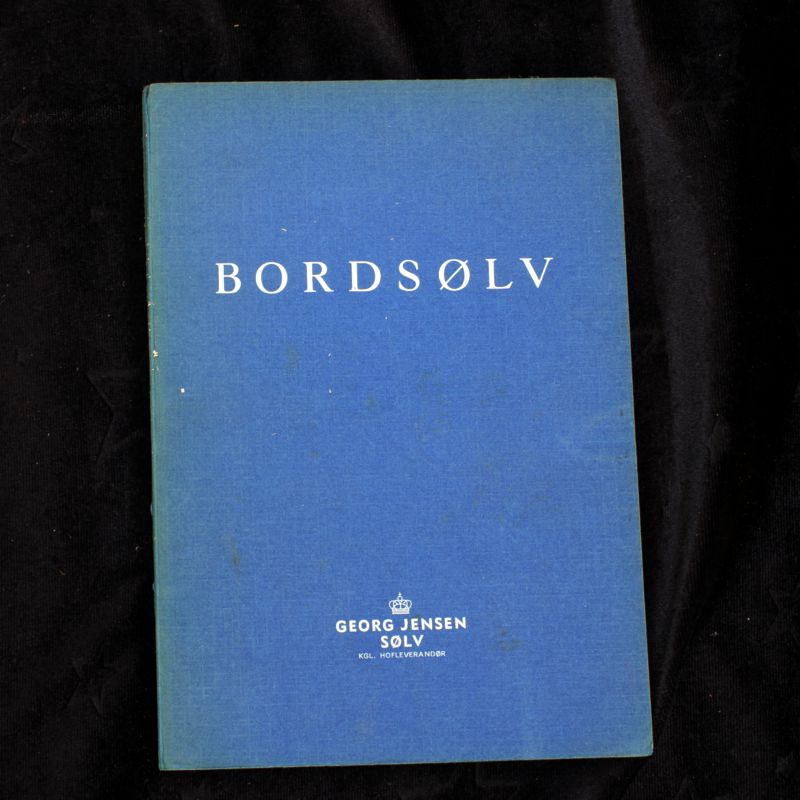 BORDSØLV
GEORG JENSEN
SØLV
KGL. HOFLEVERANDØR